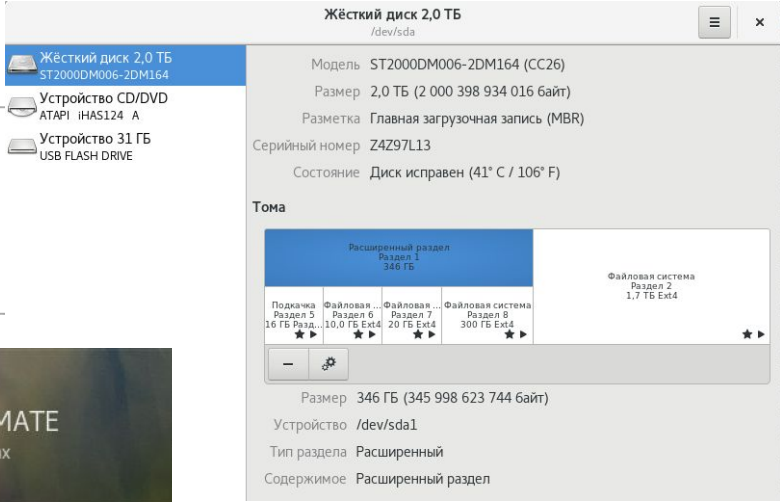 Жёсткий диск 2,0 ТБ
/dev/sda
Жёсткий диск 2,0 ТБ
ST2000DM006-2DM164
Устройство CD/DVD
ATAPI iHAS124 A
Устройство 31 ГБ
USB FLASH DRIVE
Модель ST2000DM006-2DM164 (CC26)
Размер 2,0 ТБ (2 000 398 934 016 байт)
Разметка Главная загрузочная запись (MBR)
Серийный номер Z4Z97L13
Состояние Диск исправен (41° C / 106° F)
Тома
Расширенный раздел
Раздел 1
346 ГБ
Подкачка
Раздел 5
16 ГБ Разд...
Файловая ...
Раздел 6
10,0 ГБ Ext4
Файловая ...
Раздел 7
20 ГБ Ext4
Файловая система
Раздел 8
300 ГБ Ext4
Файловая система
Раздел 2
1,7 ТБ Ext4
Размер 346 ГБ (345 998 623 744 байт)
Устройство /dev/sda1
Тип раздела Расширенный
Содержимое Расширенный раздел
MATE